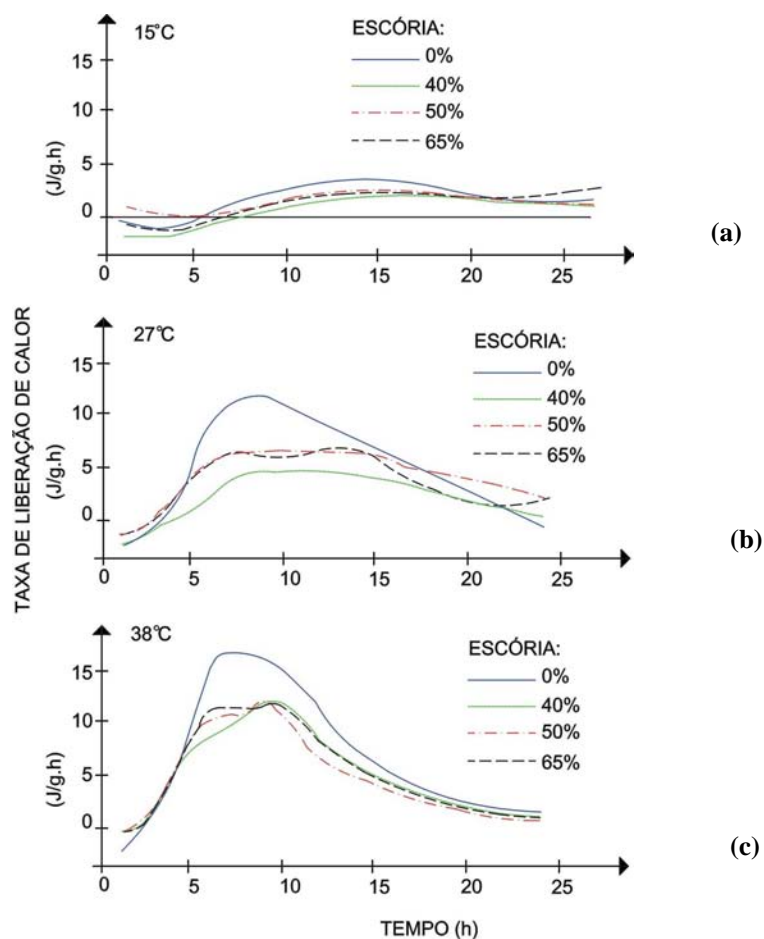 15°C
ESCÓRIA:
0%
40%
50%
65%
15
10
5
0
(J/g.h)
0 5 10 15 20 25
(a)
27°C
ESCÓRIA:
0%
40%
50%
65%
15
10
5
0
TAXA DE LIBERAÇÃO DE CALOR
(J/g.h)
0 5 10 15 20 25
(b)
38°C
ESCÓRIA:
0%
40%
50%
65%
15
10
5
0
(J/g.h)
0 5 10 15 20 25
(c)
TEMPO (h)